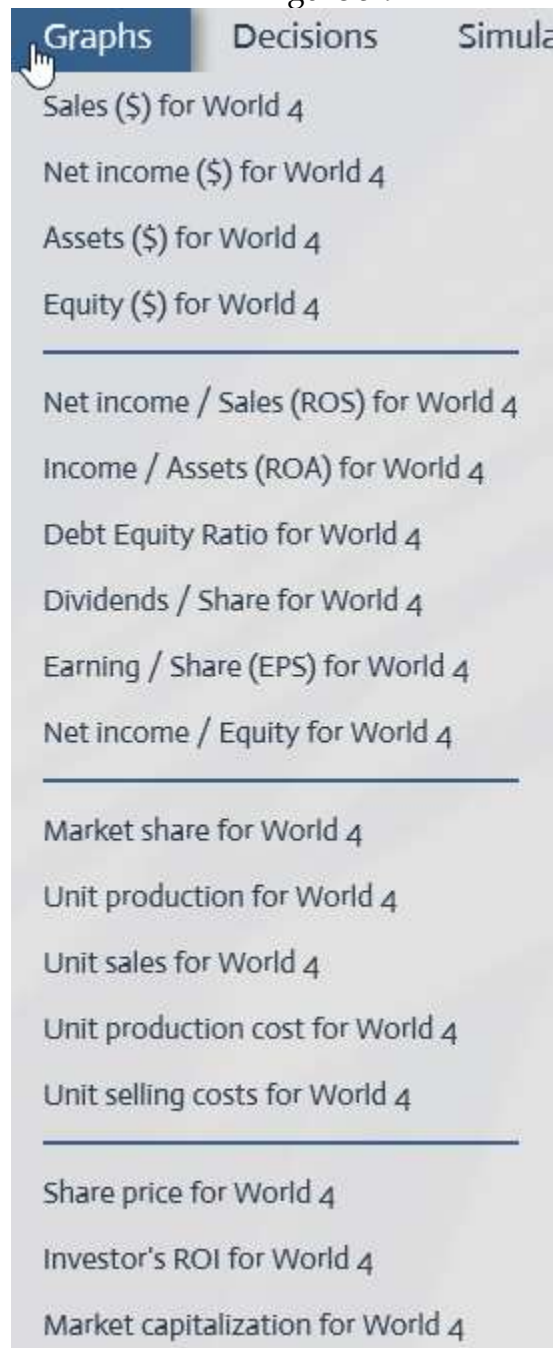 Graphs Decisions
Sales ($) for World 4
Net income ($) for World 4
Assets ($) for World 4
Equity ($) for World 4
Net income / Sales (ROS) for World 4
Income / Assets (ROA) for World 4
Debt Equity Ratio for World 4
Dividends / Share for World 4
Earning / Share (EPS) for World 4
Net income / Equity for World 4
Market share for World 4
Unit production for World 4
Unit sales for World 4
Unit production cost for World 4
Unit selling costs for World 4
Share price for World 4
Investor's ROI for World 4
Market capitalization for World 4